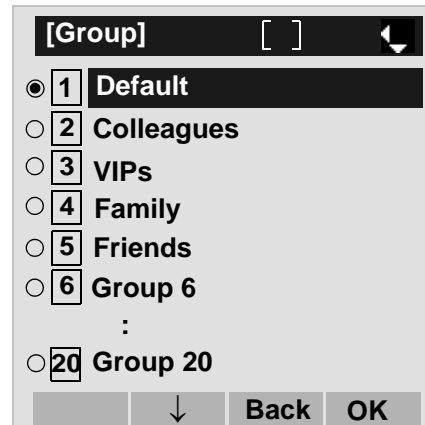 [Group] [ ]
1 Default
2 Colleagues
3 VIPs
4 Family
5 Friends
6 Group 6
:
20 Group 20
↓ Back OK